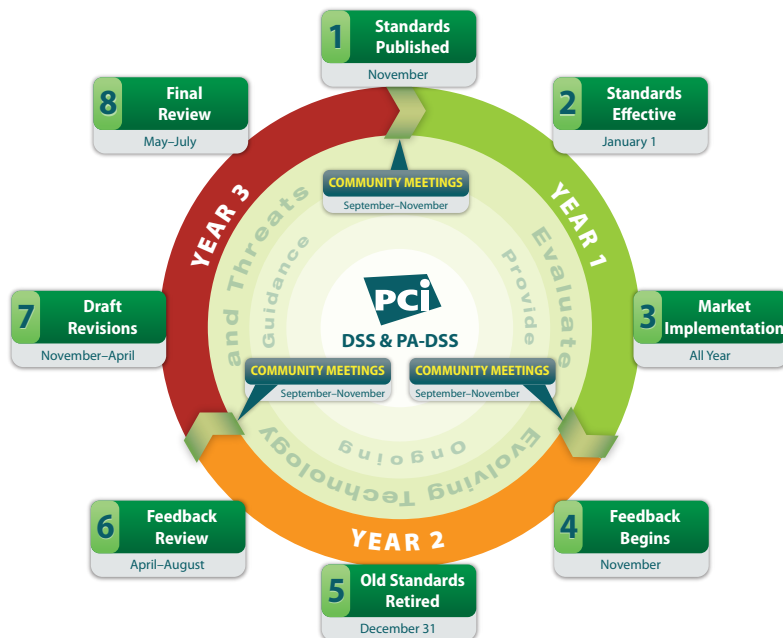 1
Standards
Published
November
2
Standards
Effective
January 1
3
Market
Implementation
All Year
4
Feedback
Begins
November
5
Old Standards
Retired
December 31
6
Feedback
Review
April–August
7
Draft
Revisions
November–April
8
Final
Review
May–July
YEAR 1
YEAR 2
YEAR 3
COMMUNITY MEETINGS
September–November
COMMUNITY MEETINGS
September–November
COMMUNITY MEETINGS
September–November
Evaluate
Evolving Technology
and Threats
Provide
Ongoing
Guidance
PCi
DSS & PA-DSS